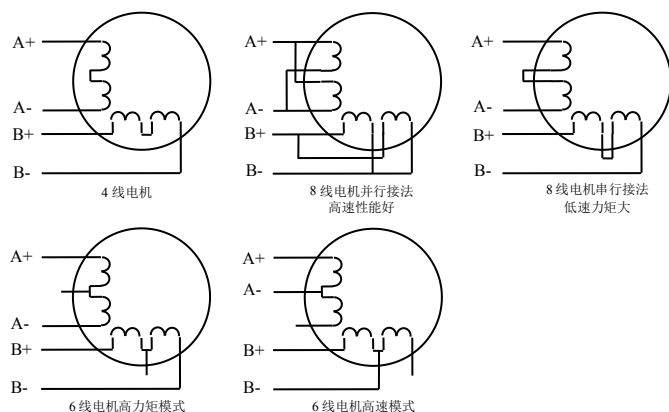 A+
A-
B+
B-
4 线电机
A+
A-
B+
B-
8 线电机并行接法
高速性能好
A+
A-
B+
B-
8 线电机串行接法
低速力矩大
A+
A-
B+
B-
6 线电机高力矩模式
A+
A-
B+
B-
6 线电机高速模式